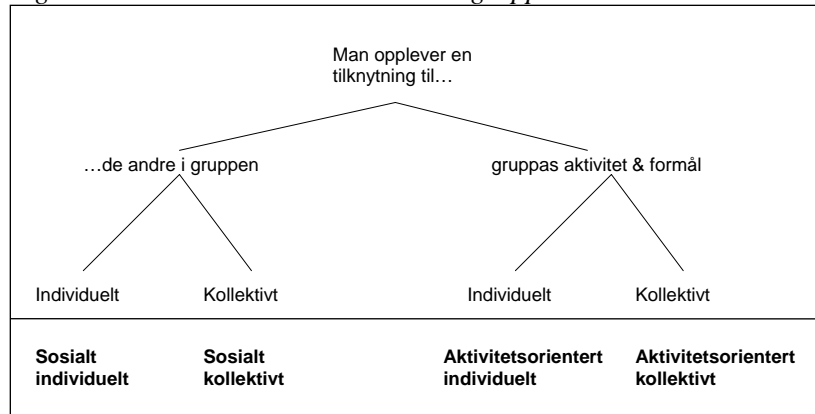 Man opplever en
tilknytning til…
…de andre i gruppen
gruppas aktivitet & formål
Individuelt
Kollektivt
Individuelt
Kollektivt
Sosialt
individuelt
Sosialt
kollektivt
Aktivitetsorientert
individuelt
Aktivitetsorientert
kollektivt